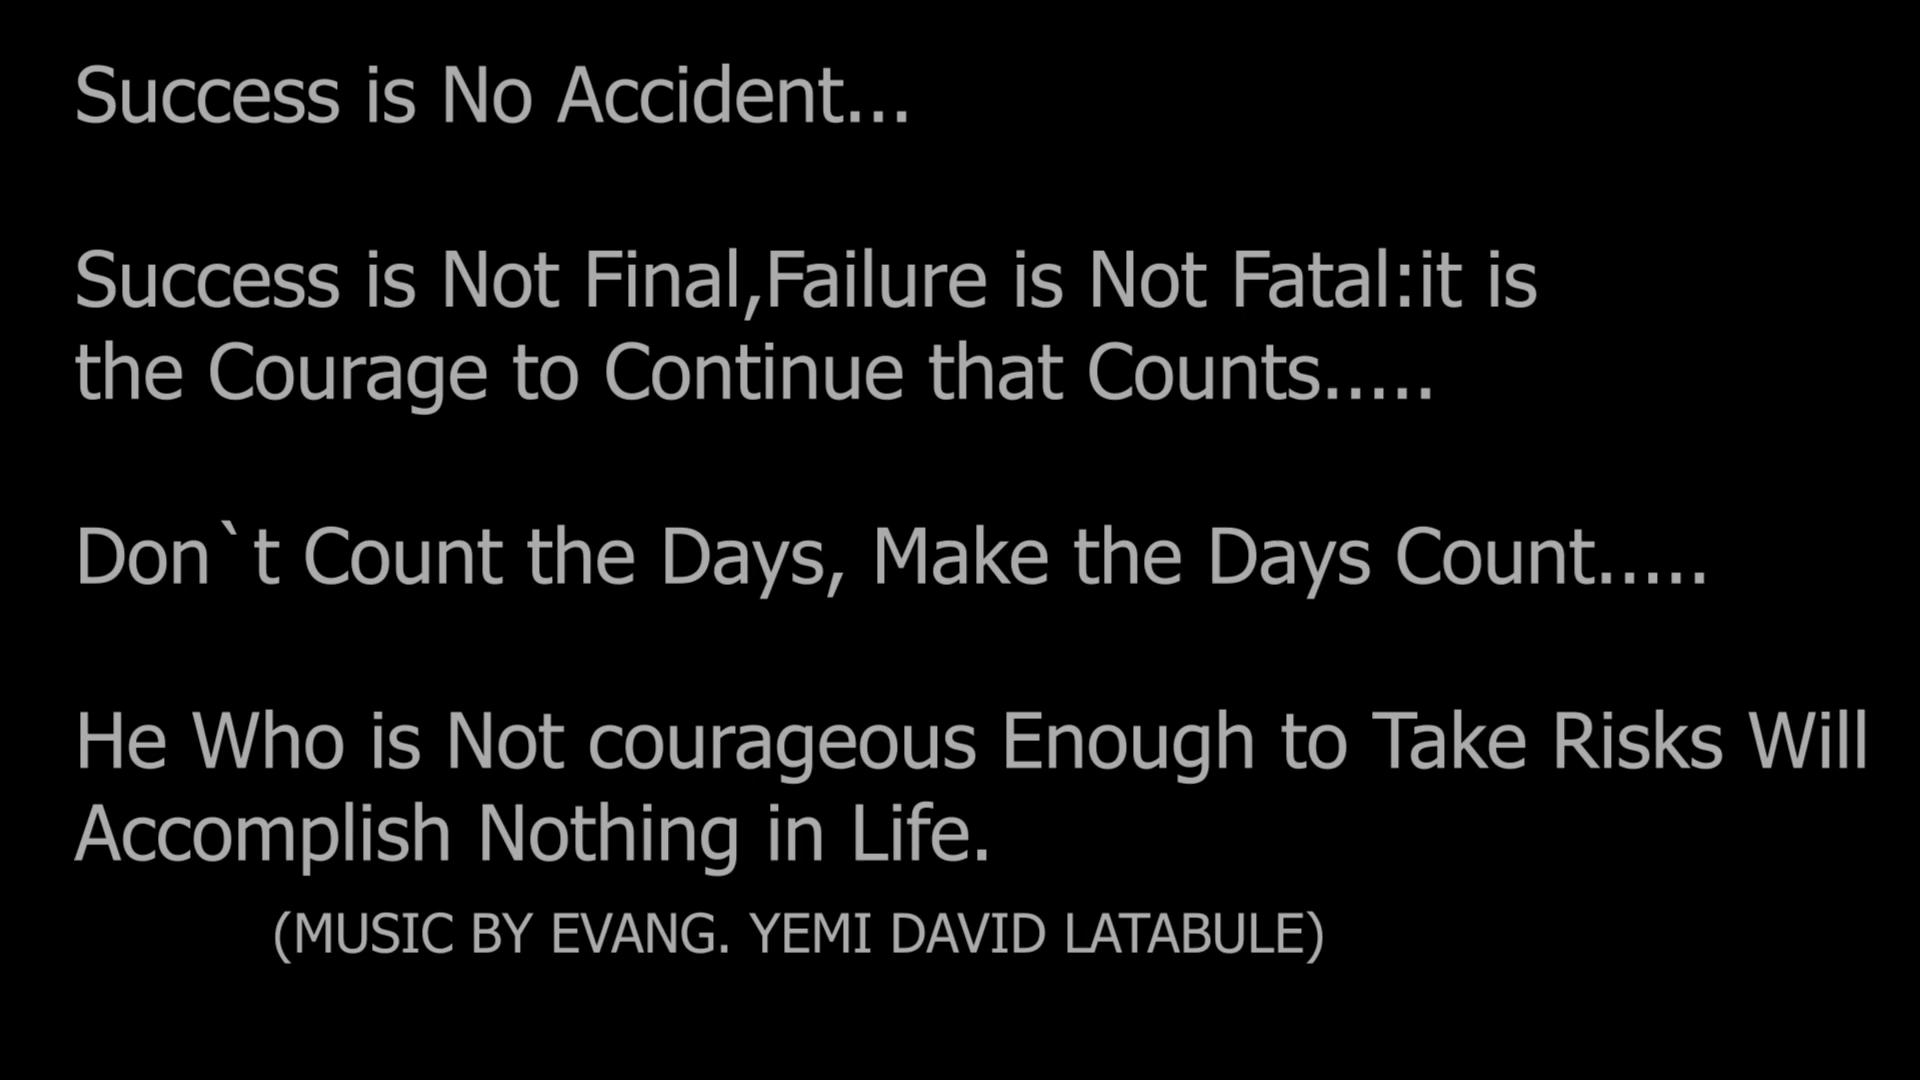 Success is No Accident...
Success is Not Final,Failure is Not Fatal:it is
the Courage to Continue that Counts.....
Don`t Count the Days, Make the Days Count.....
He Who is Not courageous Enough to Take Risks Will
Accomplish Nothing in Life.
(MUSIC BY EVANG. YEMI DAVID LATABULE)